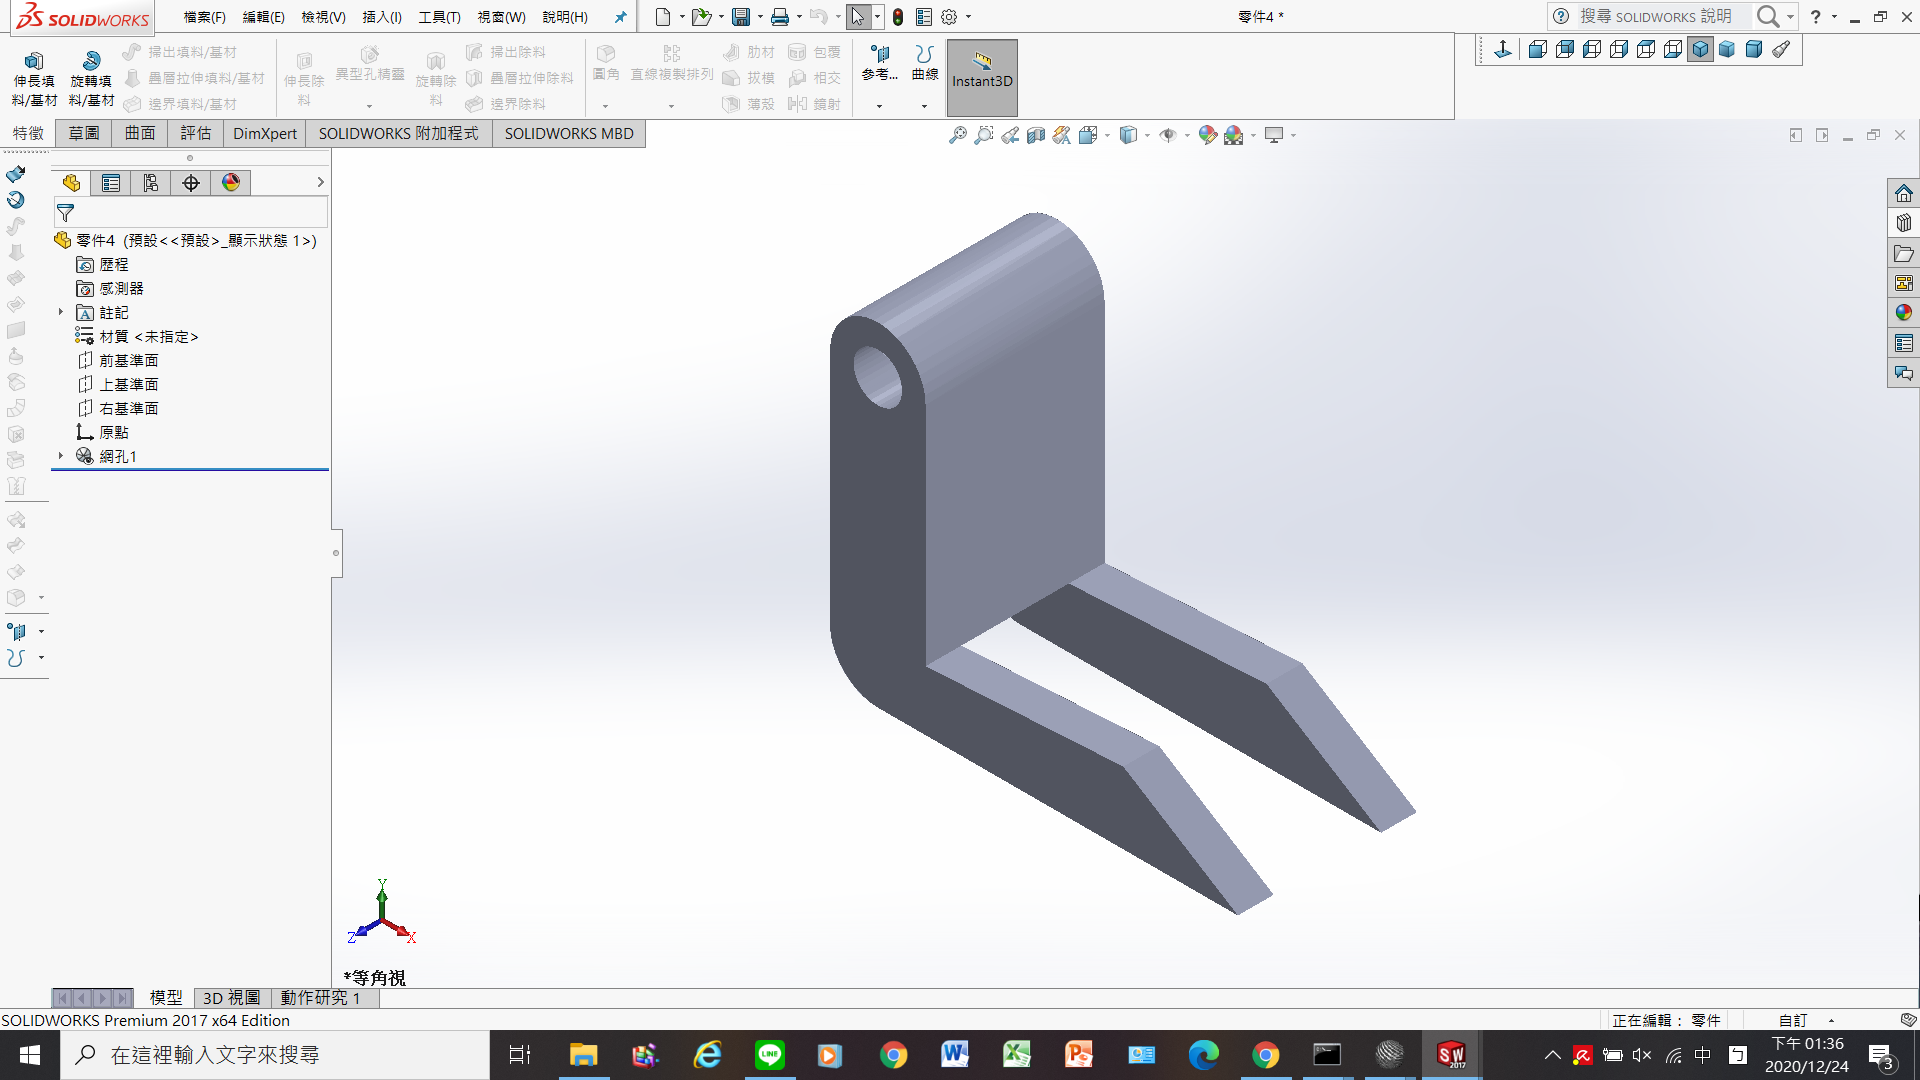 SOLIDWORKS 檔案(F) 編輯(E) 檢視(V) 插入(I) 工具(T) 視窗(W) 說明(H) 零件4 * 搜尋 SOLIDWORKS 說明
伸長填料/基材 旋轉填料/基材 掃出填料/基材 疊層拉伸填料/基材 邊界填料/基材
伸長除料 異型孔精靈 旋轉除料 掃出除料 疊層拉伸除料 邊界除料
圓角 直線複製排列 肋材 拔模 薄殼 包覆 相交 鏡射
參考... 曲線 Instant3D
特徵 草圖 曲面 評估 DimXpert SOLIDWORKS 附加程式 SOLIDWORKS MBD
零件4 (預設<<預設>_顯示狀態 1>)
歷程
感測器
註記
材質 <未指定>
前基準面
上基準面
右基準面
原點
網孔1
Y
Z X
*等角視
模型 3D 視圖 動作研究 1
SOLIDWORKS Premium 2017 x64 Edition 正在編輯： 零件 自訂
在這裡輸入文字來搜尋 LINE SW 2017 中 下午 01:36
2020/12/24 3